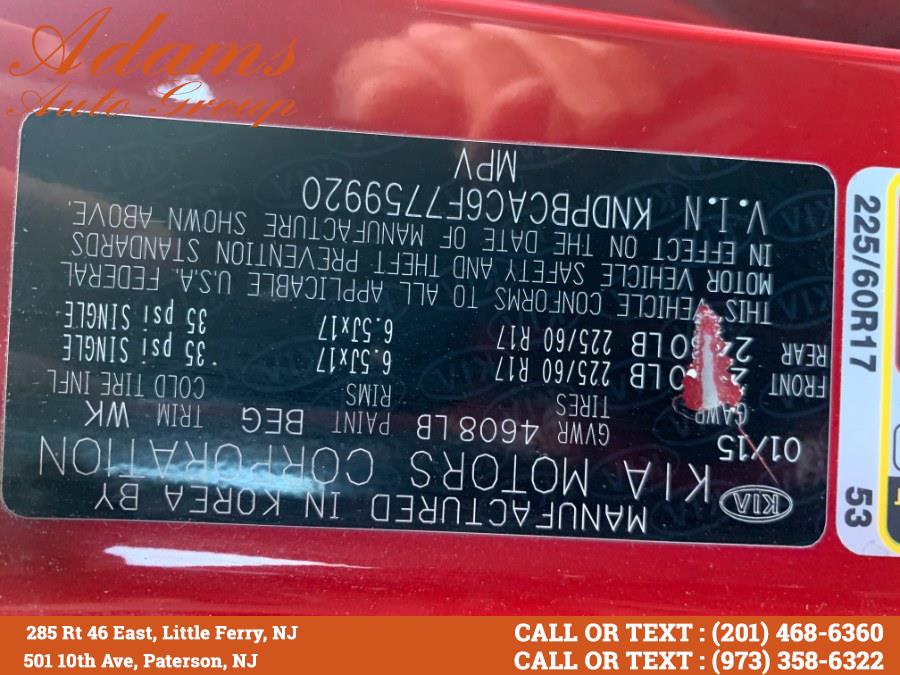 Adams
Auto Group
MANUFACTURED IN KOREA BY
KIA KIA MOTORS CORPORATION
01/15 GVWR 4608LB PAINT BEG TRIM WK
GAWR TIRES RIMS COLD TIRE INFL
FRONT LB 225/60 R17 6.5Jx17 35 psi SINGLE
REAR LB 225/60 R17 6.5Jx17 35 psi SINGLE
THIS VEHICLE CONFORMS TO ALL APPLICABLE U.S.A. FEDERAL
MOTOR VEHICLE SAFETY AND THEFT PREVENTION STANDARDS
IN EFFECT ON THE DATE OF MANUFACTURE SHOWN ABOVE.
V.I.N KNDPBCAC6F7759920
MPV
225/60R17 53
285 Rt 46 East, Little Ferry, NJ
501 10th Ave, Paterson, NJ
CALL OR TEXT : (201) 468-6360
CALL OR TEXT : (973) 358-6322